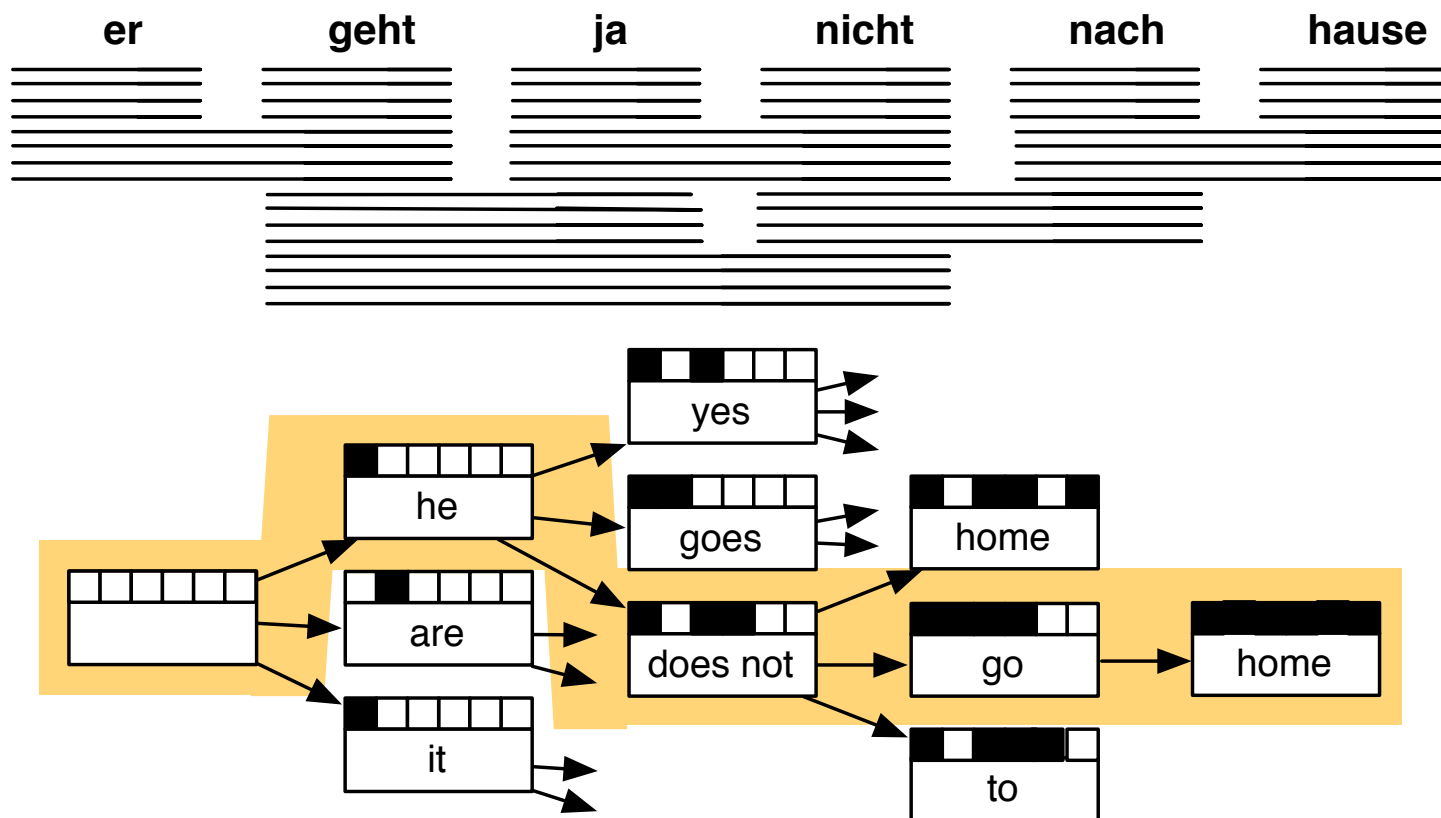 er geht ja nicht nach hause
yes
he
goes
home
are
does not
go
home
it
to